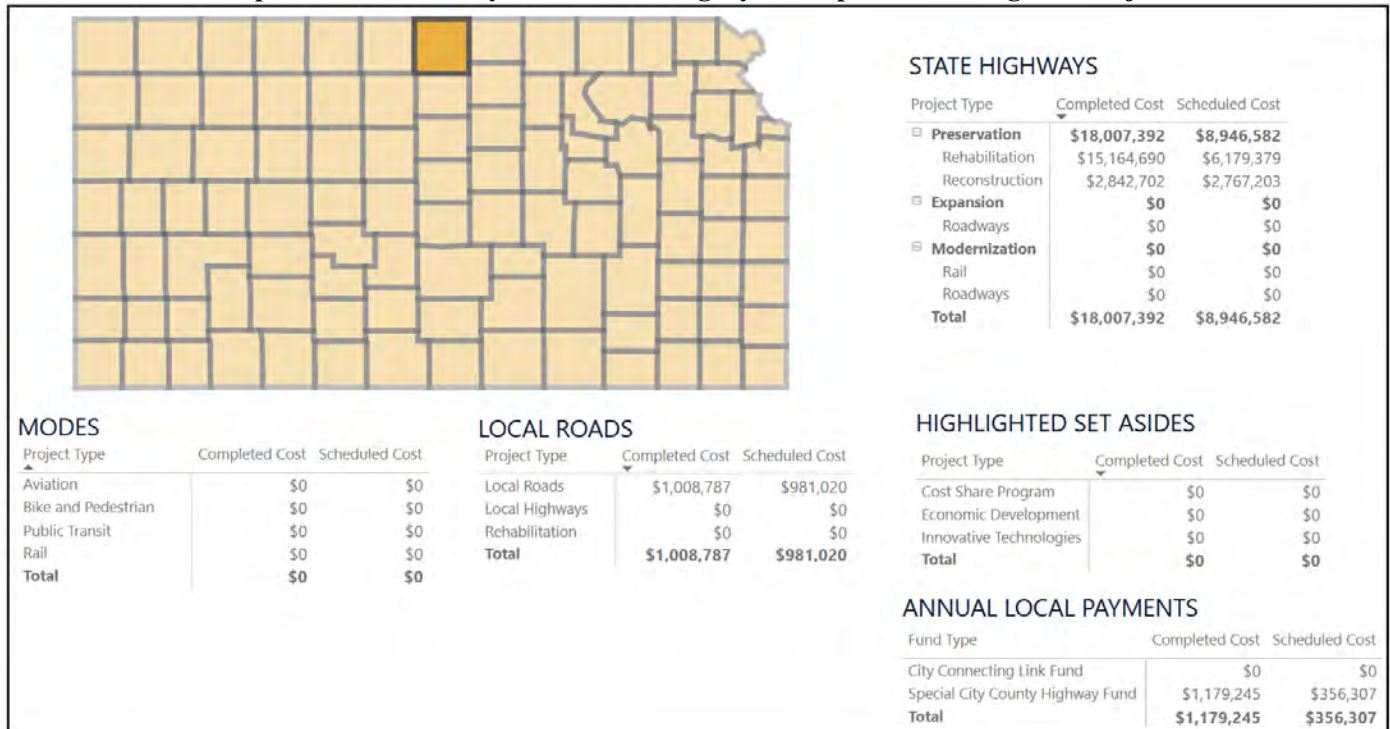 STATE HIGHWAYS
Project Type Completed Cost Scheduled Cost
Preservation $18,007,392 $8,946,582
Rehabilitation $15,164,690 $6,179,379
Reconstruction $2,842,702 $2,767,203
Expansion $0 $0
Roadways $0 $0
Modernization $0 $0
Rail $0 $0
Roadways $0 $0
Total $18,007,392 $8,946,582
MODES
Project Type Completed Cost Scheduled Cost
Aviation $0 $0
Bike and Pedestrian $0 $0
Public Transit $0 $0
Rail $0 $0
Total $0 $0
LOCAL ROADS
Project Type Completed Cost Scheduled Cost
Local Roads $1,008,787 $981,020
Local Highways $0 $0
Rehabilitation $0 $0
Total $1,008,787 $981,020
HIGHLIGHTED SET ASIDES
Project Type Completed Cost Scheduled Cost
Cost Share Program $0 $0
Economic Development $0 $0
Innovative Technologies $0 $0
Total $0 $0
ANNUAL LOCAL PAYMENTS
Fund Type Completed Cost Scheduled Cost
City Connecting Link Fund $0 $0
Special City County Highway Fund $1,179,245 $356,307
Total $1,179,245 $356,307